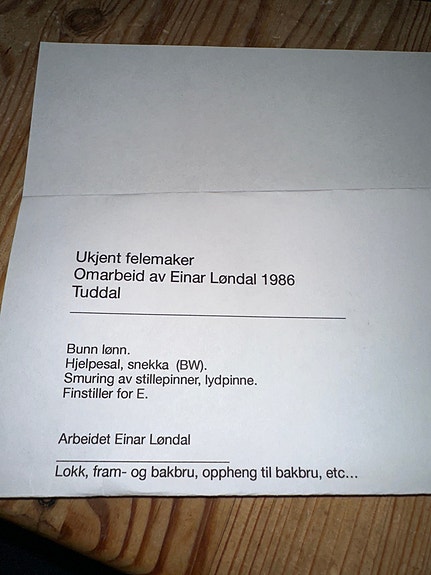 Ukjent felemaker
Omarbeid av Einar Løndal 1986
Tuddal
Bunn lønn.
Hjelpesal, snekka (BW).
Smuring av stillepinner, lydpinne.
Finstiller for E.
Arbeidet Einar Løndal
Lokk, fram- og bakbru, oppheng til bakbru, etc...